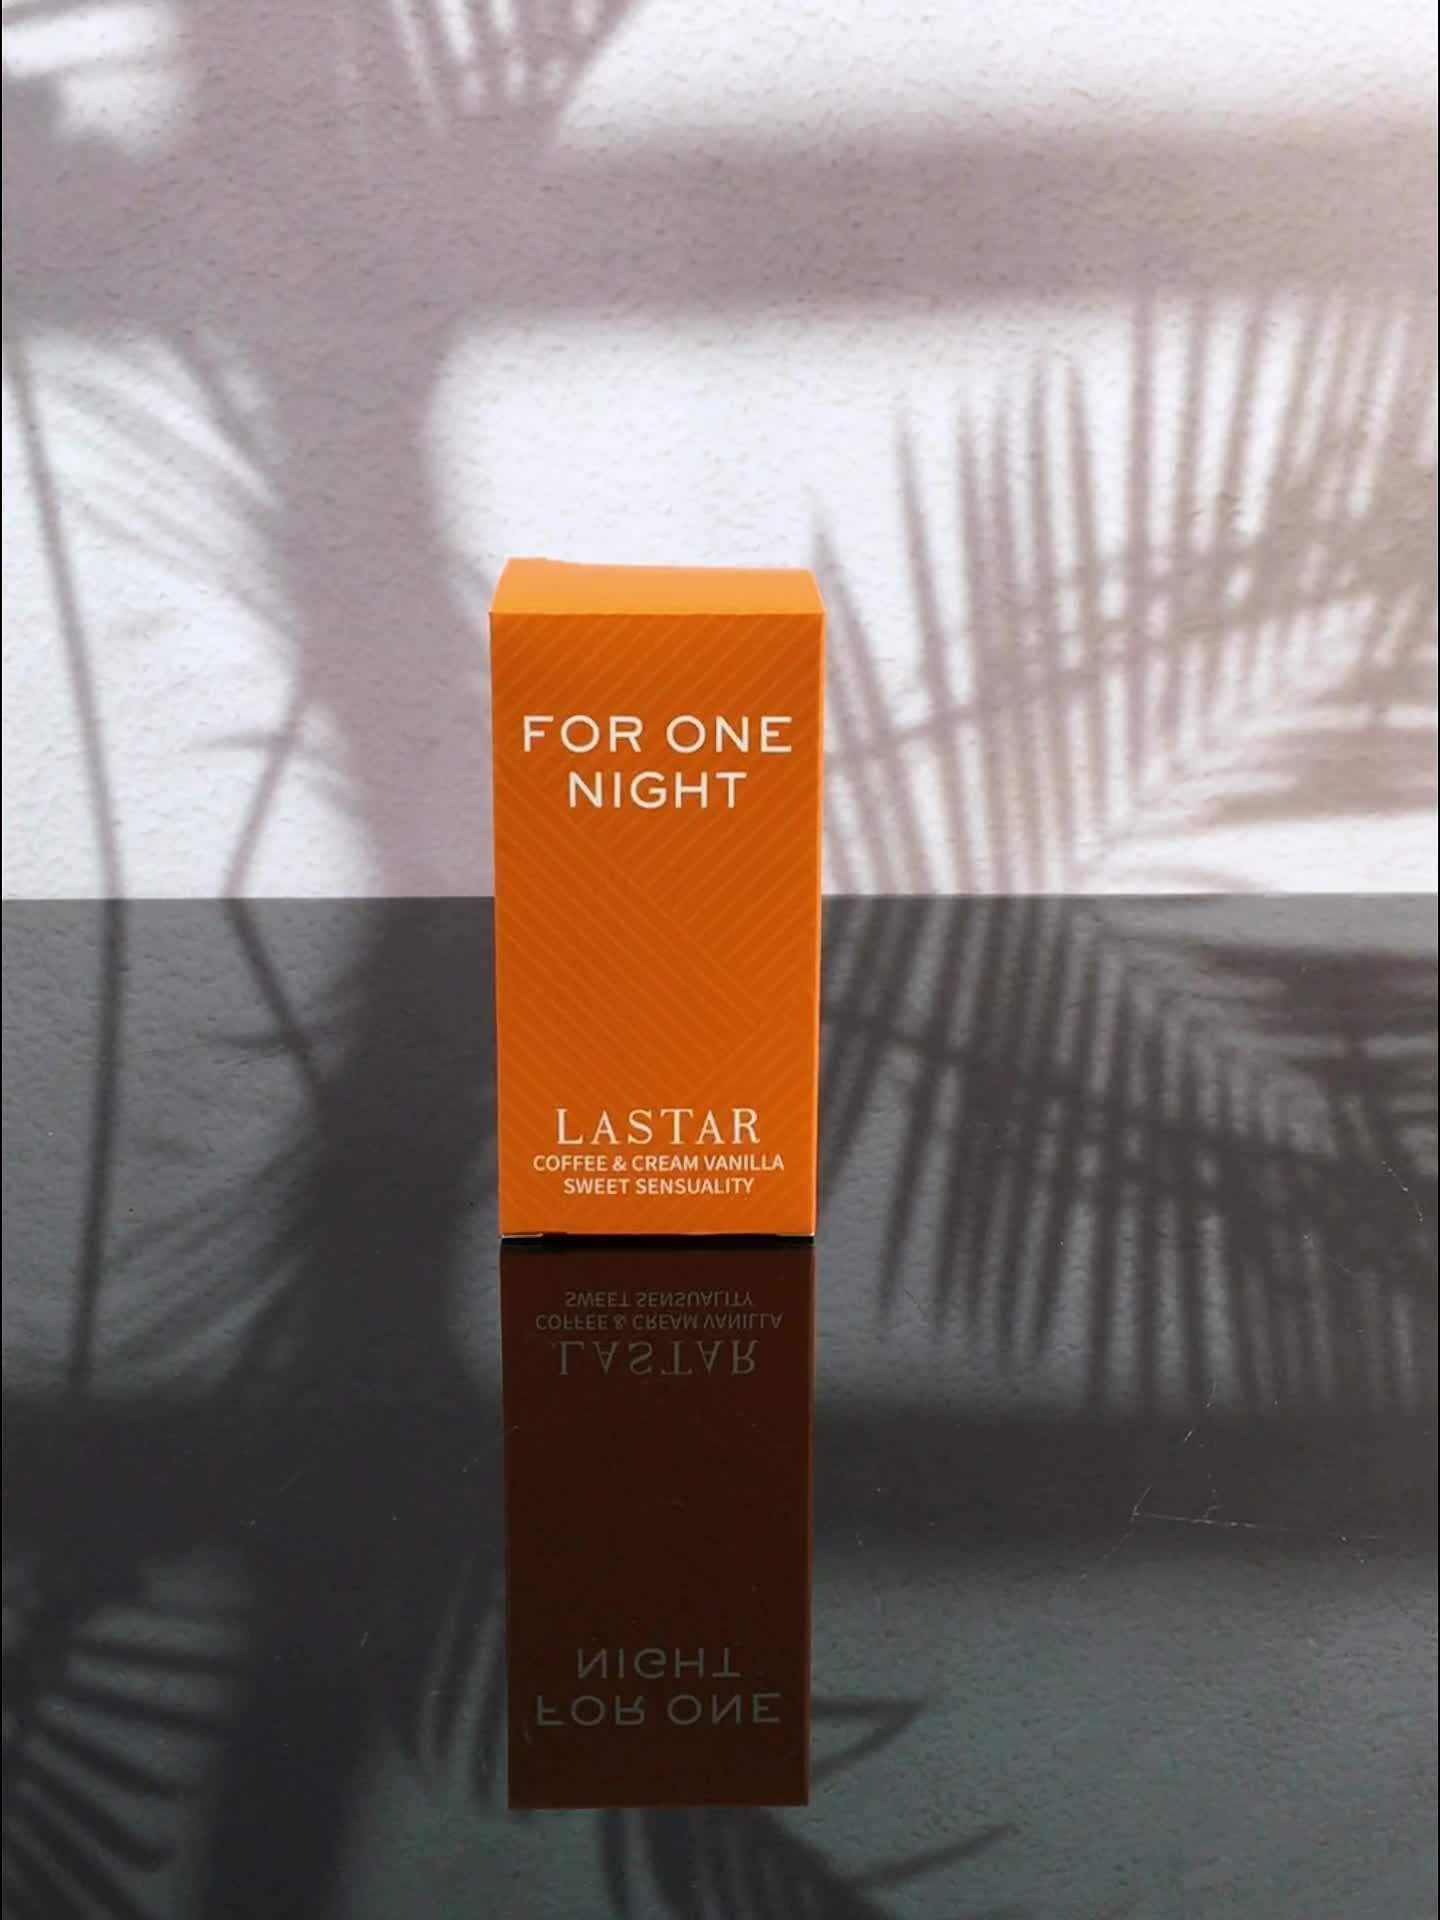 FOR ONE
NIGHT
LASTAR
COFFEE & CREAM VANILLA
SWEET SENSUALITY